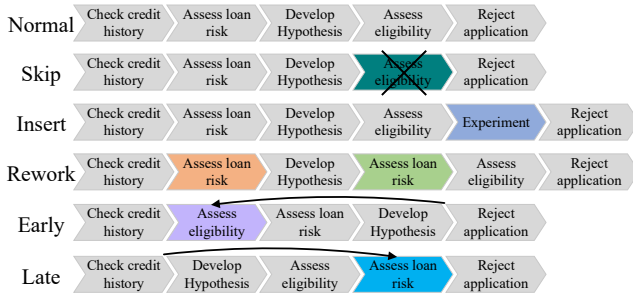 Normal
Check credit history
Assess loan risk
Develop Hypothesis
Assess eligibility
Reject application
Skip
Check credit history
Assess loan risk
Develop Hypothesis
Assess eligibility
Reject application
Insert
Check credit history
Assess loan risk
Develop Hypothesis
Assess eligibility
Experiment
Reject application
Rework
Check credit history
Assess loan risk
Develop Hypothesis
Assess loan risk
Assess eligibility
Reject application
Early
Check credit history
Assess eligibility
Assess loan risk
Develop Hypothesis
Reject application
Late
Check credit history
Develop Hypothesis
Assess eligibility
Assess loan risk
Reject application